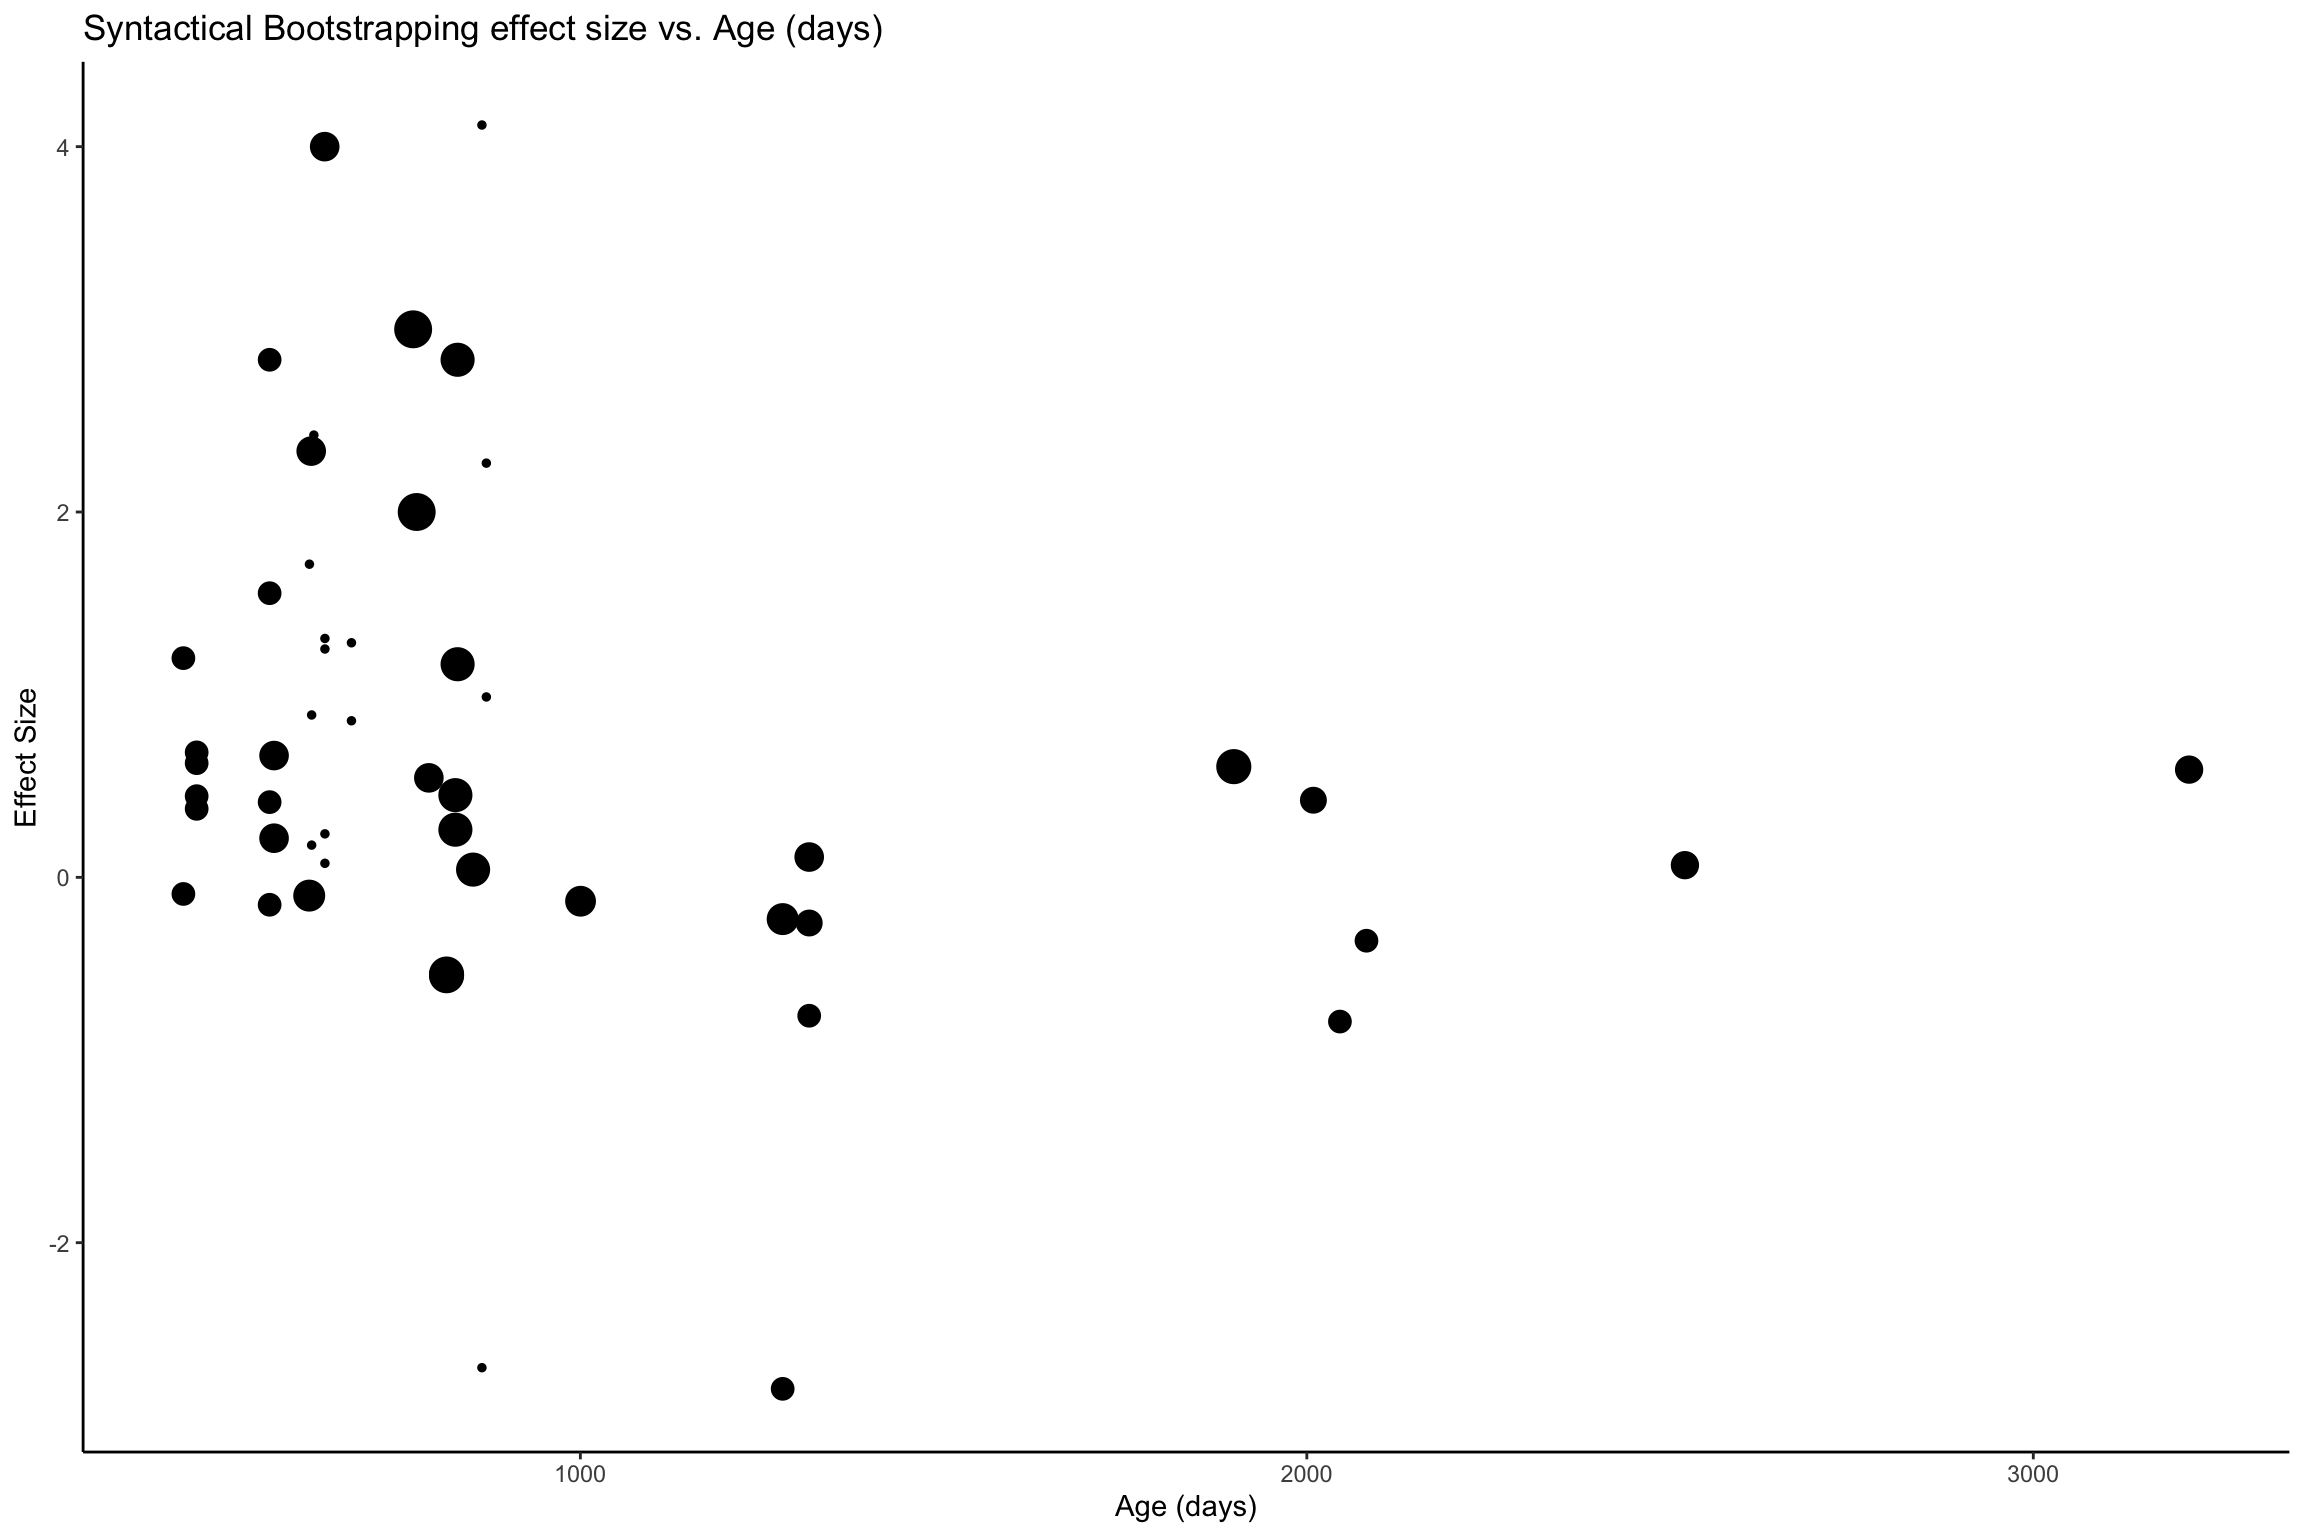 Syntactical Bootstrapping effect size vs. Age (days)
4
2
0
-2
Effect Size
1000
2000
3000
Age (days)